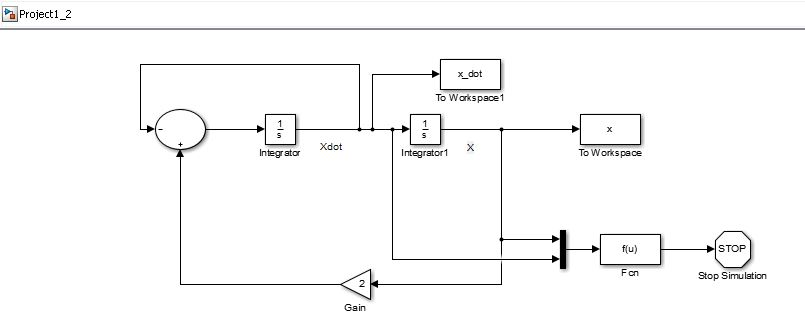 Project1_2
x_dot
To Workspace1
-
+
1
s
Integrator
Xdot
1
s
Integrator1
X
x
To Workspace
f(u)
Fcn
STOP
Stop Simulation
2
Gain